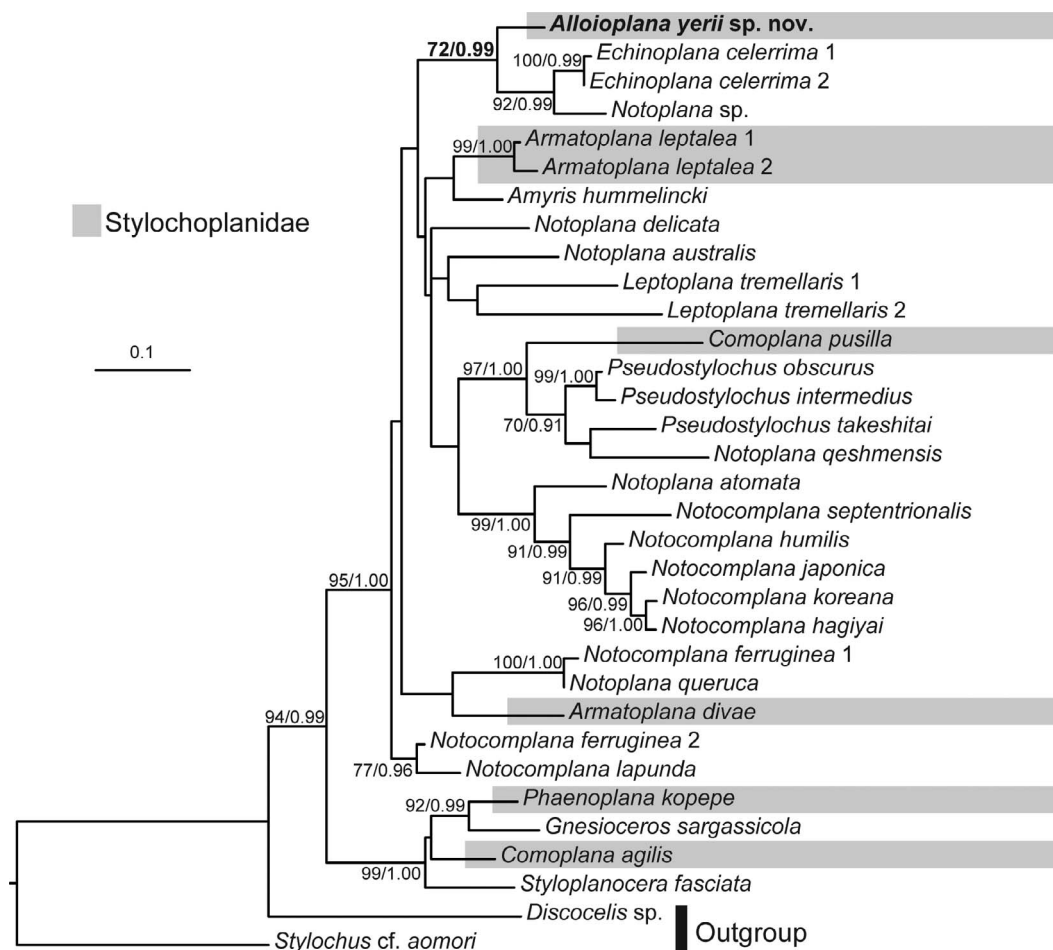 Alloioplana yerii sp. nov.
72/0.99
Echinoplana celerrima 1
100/0.99
Echinoplana celerrima 2
92/0.99
Notoplana sp.
Armatoplana leptalea 1
99/1.00
Armatoplana leptalea 2
Amyris hummelincki
Stylochoplanidae
Notoplana delicata
Notoplana australis
Leptoplana tremellaris 1
Leptoplana tremellaris 2
0.1
Comoplana pusilla
97/1.00
Pseudostylochus obscurus
99/1.00
Pseudostylochus intermedius
70/0.91
Pseudostylochus takeshitai
Notoplana qeshmensis
Notoplana atomata
99/1.00
Notocomplana septentrionalis
91/0.99
Notocomplana humilis
91/0.99
Notocomplana japonica
95/1.00
96/0.99
Notocomplana koreana
96/1.00
Notocomplana hagiyai
100/1.00
Notocomplana ferruginea 1
Notoplana queruca
Armatoplana divae
94/0.99
Notocomplana ferruginea 2
77/0.96
Notocomplana lapunda
92/0.99
Phaenoplana kopepe
Gnesioceros sargassicola
Comoplana agilis
99/1.00
Styloplanocera fasciata
Discocelis sp.
Outgroup
Stylochus cf. aomori